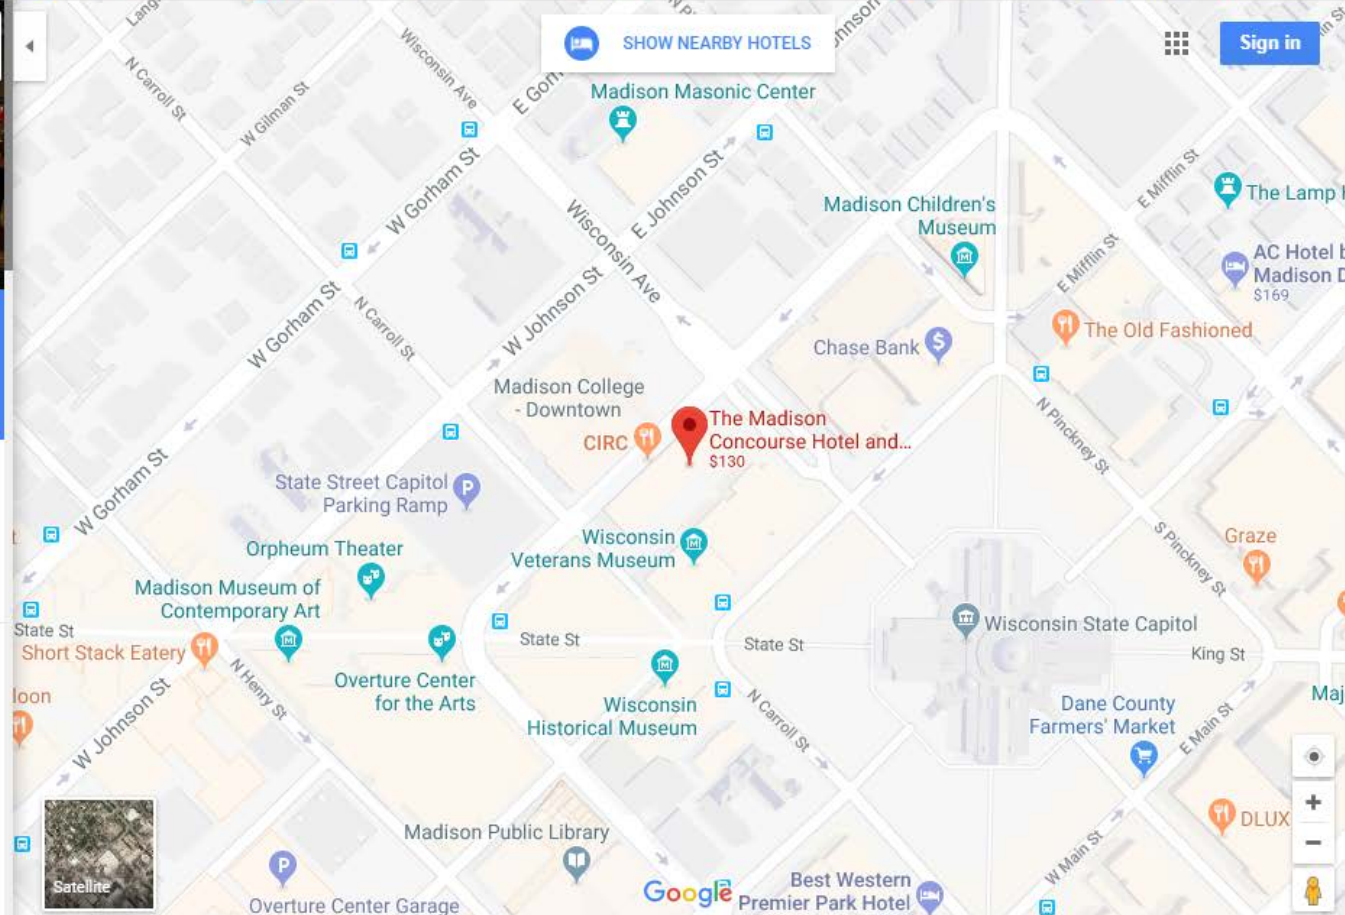 Lang
N P
hnson
in St
SHOW NEARBY HOTELS
Sign in
Wisconsin Ave
N Carroll St
W Gilman St
E Gorh
Madison Masonic Center
W Gorham St
E Johnson St
E Mifflin St
The Lamp H
Madison Children's
Museum
Wisconsin Ave
E Mifflin St
AC Hotel b
Madison D
$169
W Gorham St
N Carroll St
W Johnson St
Chase Bank
The Old Fashioned
Madison College
- Downtown
CIRC
The Madison
Concourse Hotel and...
$130
N Pinckney St
W Gorham St
State Street Capitol
Parking Ramp
P
Wisconsin
Veterans Museum
Orpheum Theater
S Pinckney St
Graze
Madison Museum of
Contemporary Art
State St
Short Stack Eatery
State St
State St
Wisconsin State Capitol
King St
N Henry St
Overture Center
for the Arts
Wisconsin
Historical Museum
N Carroll St
loon
W Johnson St
Dane County
Farmers' Market
E Main St
Maj
DLUX
Madison Public Library
W Main St
P
Satellite
Overture Center Garage
Google
Best Western
Premier Park Hotel